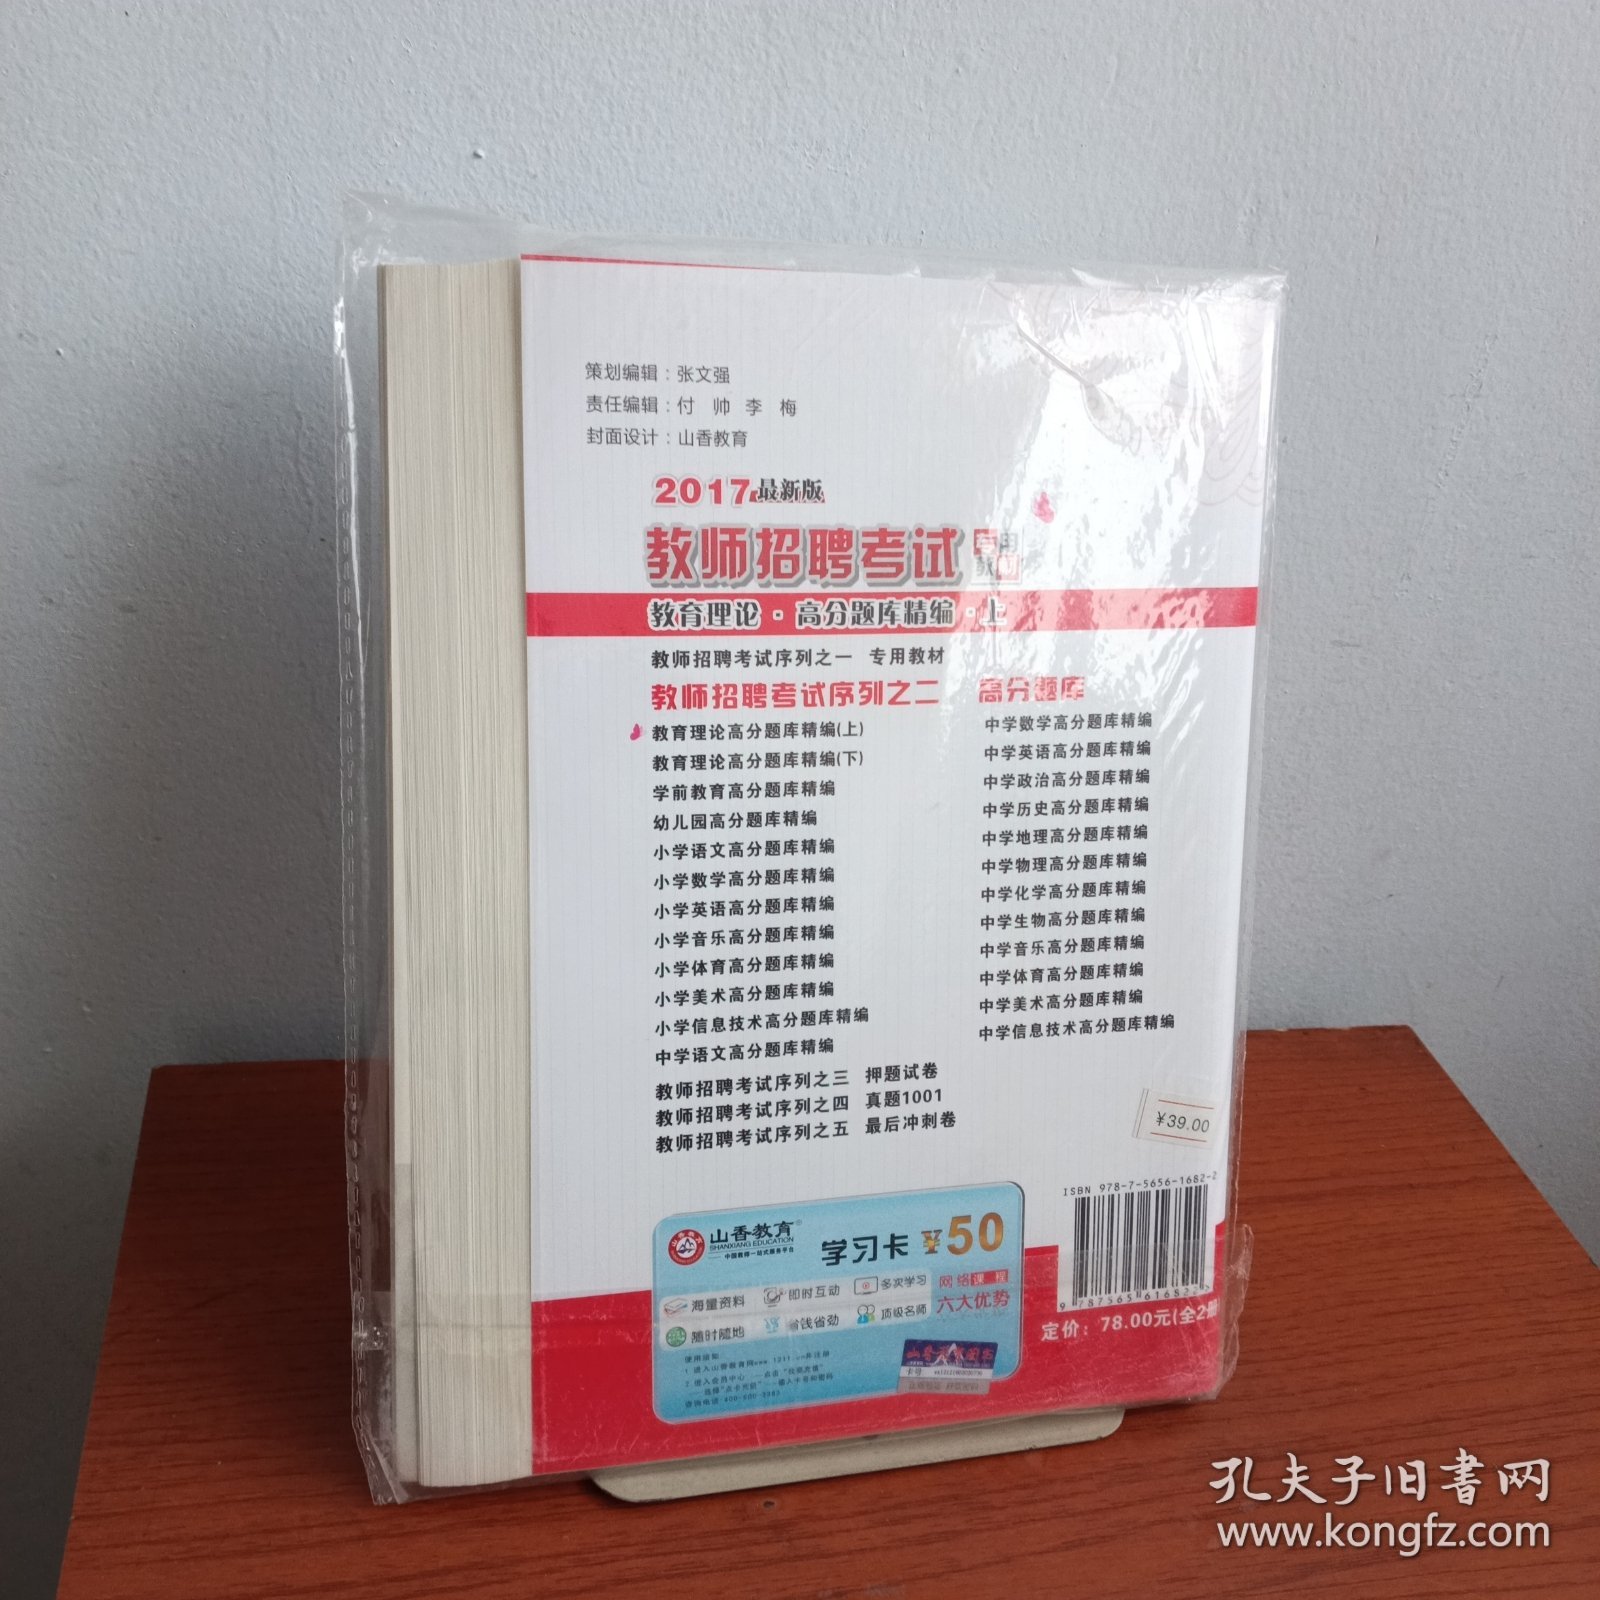 策划编辑：张文强
责任编辑：付 帅 李 梅
封面设计：山香教育
2017最新版
教师招聘考试
教育理论·高分题库精编·上
教师招聘考试序列之一 专用教材
教师招聘考试序列之二 高分题库
教育理论高分题库精编(上)
教育理论高分题库精编(下)
学前教育高分题库精编
幼儿园高分题库精编
小学语文高分题库精编
小学数学高分题库精编
小学英语高分题库精编
小学音乐高分题库精编
小学体育高分题库精编
小学美术高分题库精编
小学信息技术高分题库精编
中学语文高分题库精编
中学数学高分题库精编
中学英语高分题库精编
中学政治高分题库精编
中学历史高分题库精编
中学地理高分题库精编
中学物理高分题库精编
中学化学高分题库精编
中学生物高分题库精编
中学音乐高分题库精编
中学体育高分题库精编
中学美术高分题库精编
中学信息技术高分题库精编
教师招聘考试序列之三 押题试卷
教师招聘考试序列之四 真题1001
教师招聘考试序列之五 最后冲刺卷
¥39.00
ISBN 978-7-5656-1682-2
定价：78.00元(全2册
山香教育
SHANXIANG EDUCATION
中国教师一站式服务平台
学习卡 ¥50
海量资料 即时互动 多次学习
随时随地 省钱省劲 顶级名师
网络课程
六大优势
使用须知
孔夫子旧书网
www.kongfz.com